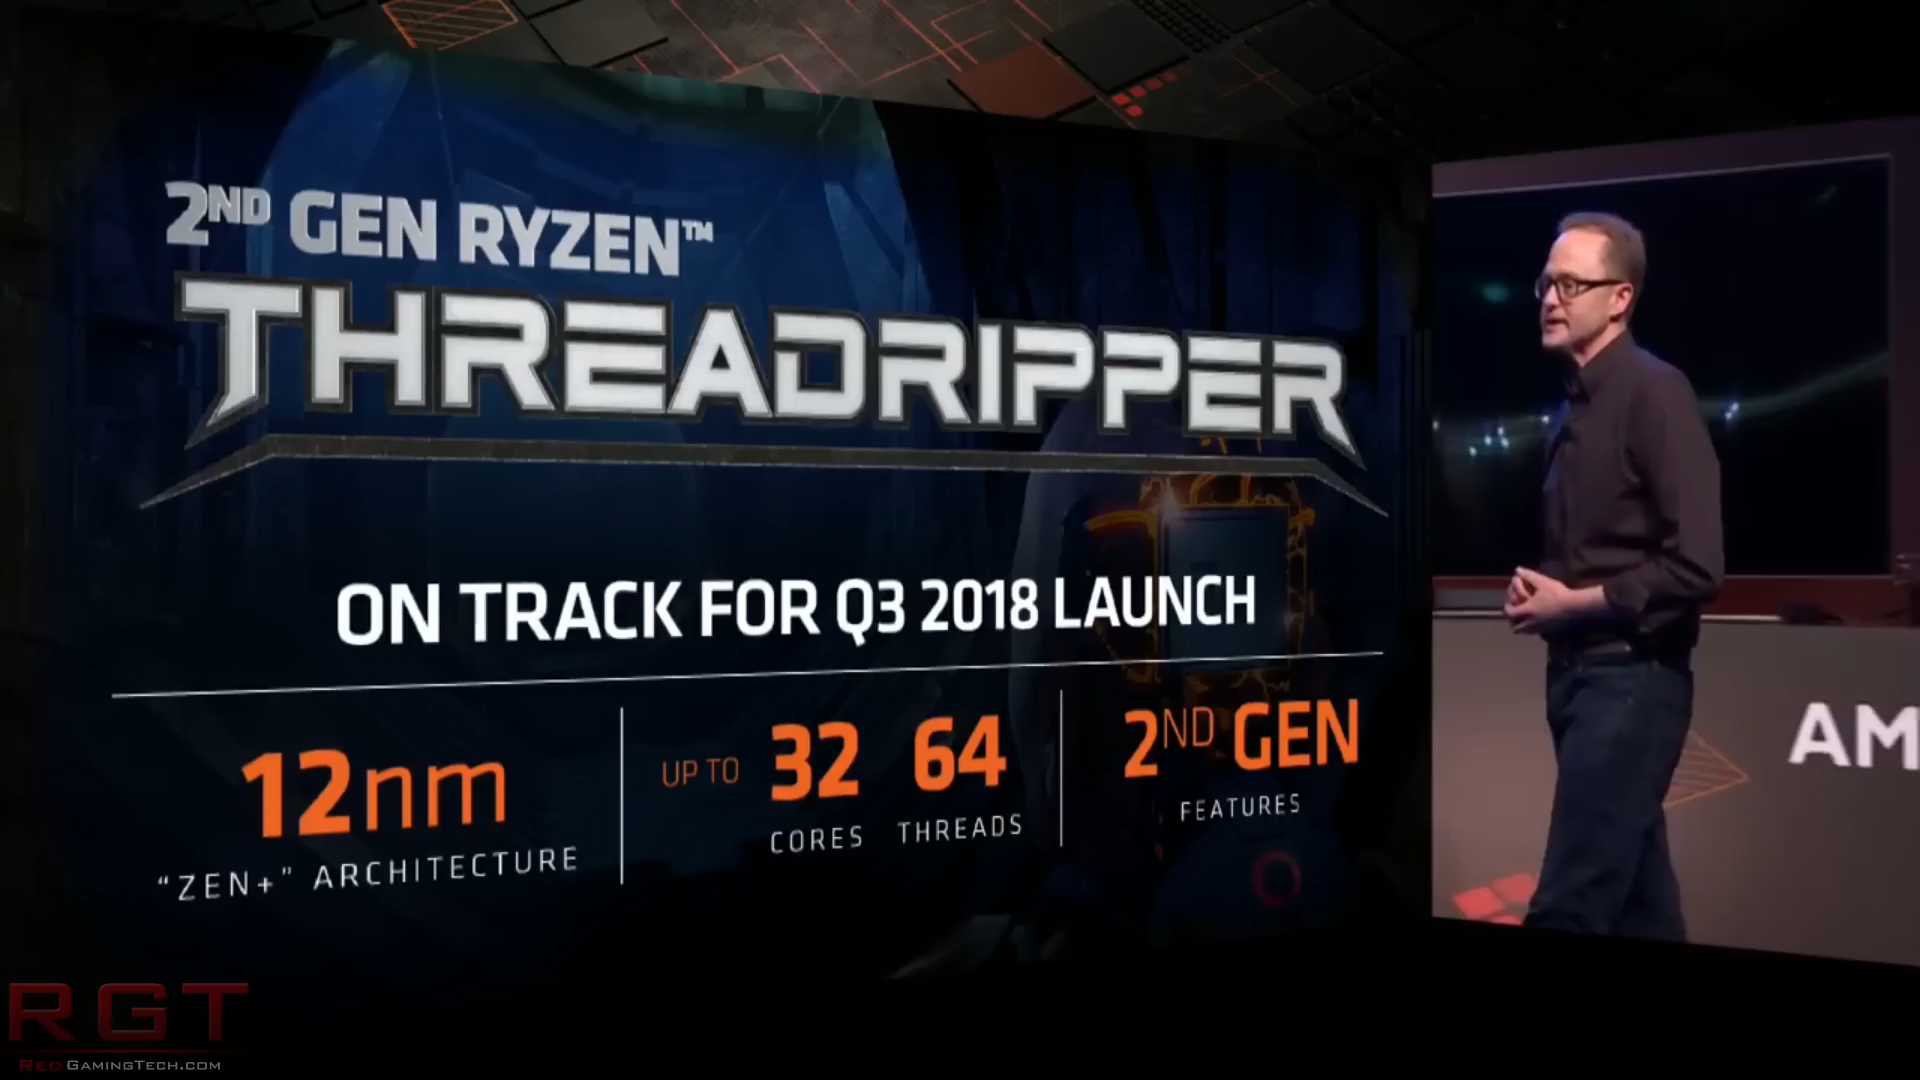 2ND GEN RYZEN™
THREADRIPPER
ON TRACK FOR Q3 2018 LAUNCH
12nm
"ZEN+" ARCHITECTURE
UP TO 32 64
CORES THREADS
2ND GEN
FEATURES
AM
RGT
REDGAMINGTECH.COM